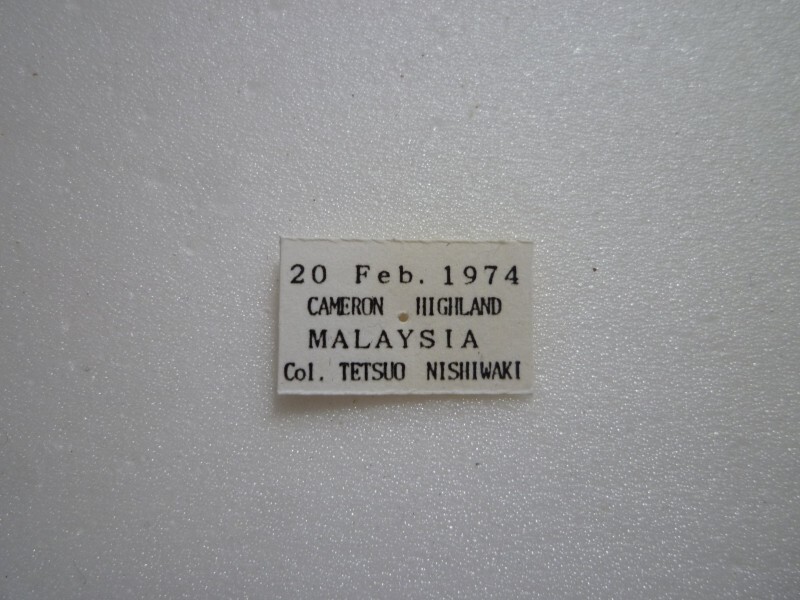 20 Feb. 1974
CAMERON HIGHLAND
MALAYSIA
Col. TETSUO NISHIWAKI